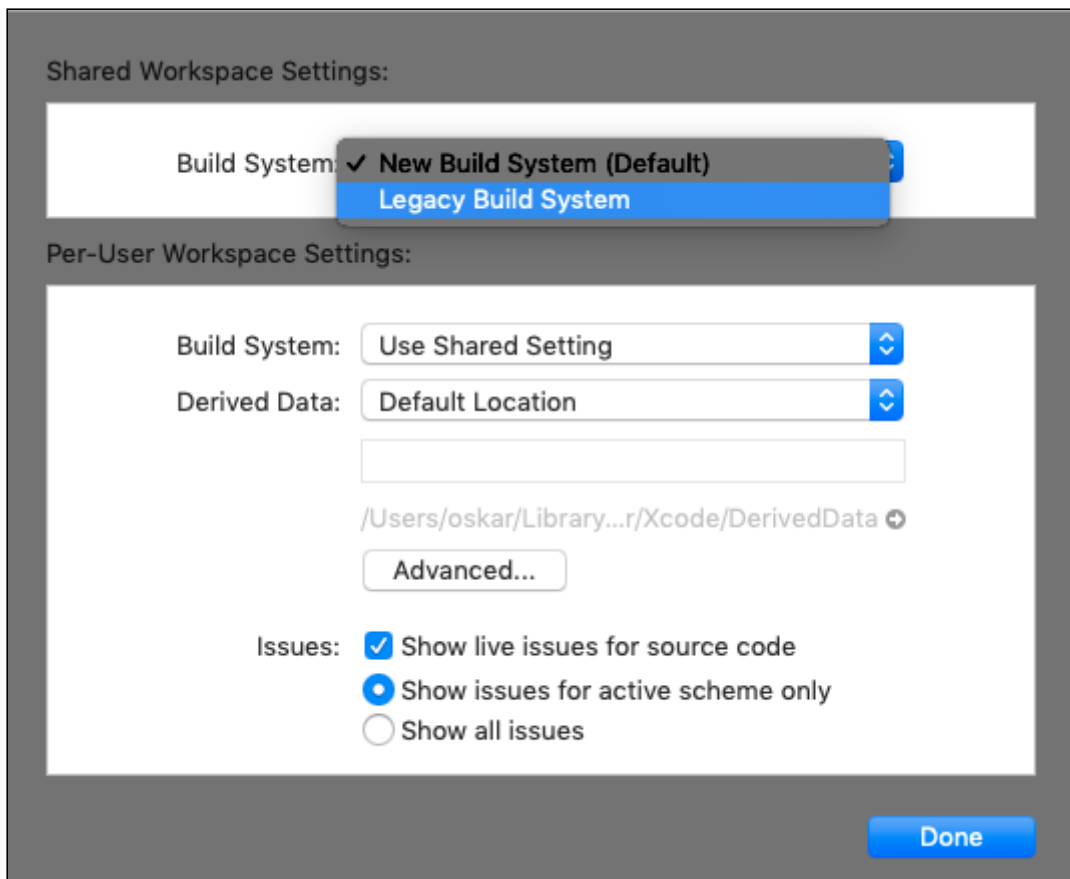 Shared Workspace Settings:
Build System: ✓ New Build System (Default)
Legacy Build System
Per-User Workspace Settings:
Build System: Use Shared Setting
Derived Data: Default Location
/Users/oskar/Library...r/Xcode/DerivedData
Advanced...
Issues: Show live issues for source code
Show issues for active scheme only
Show all issues
Done